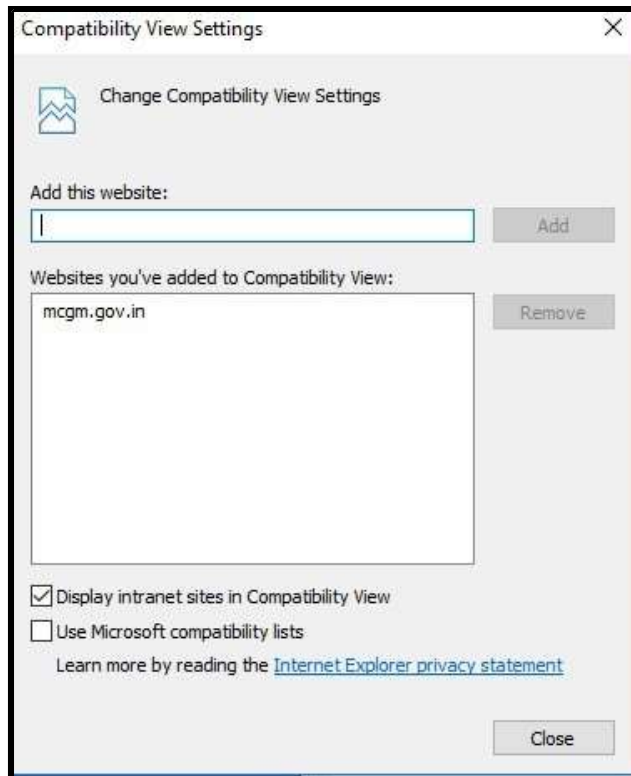 Compatibility View Settings
Change Compatibility View Settings
Add this website:
Add
Websites you've added to Compatibility View:
mcgm.gov.in
Remove
Display intranet sites in Compatibility View
Use Microsoft compatibility lists
Learn more by reading the Internet Explorer privacy statement
Close